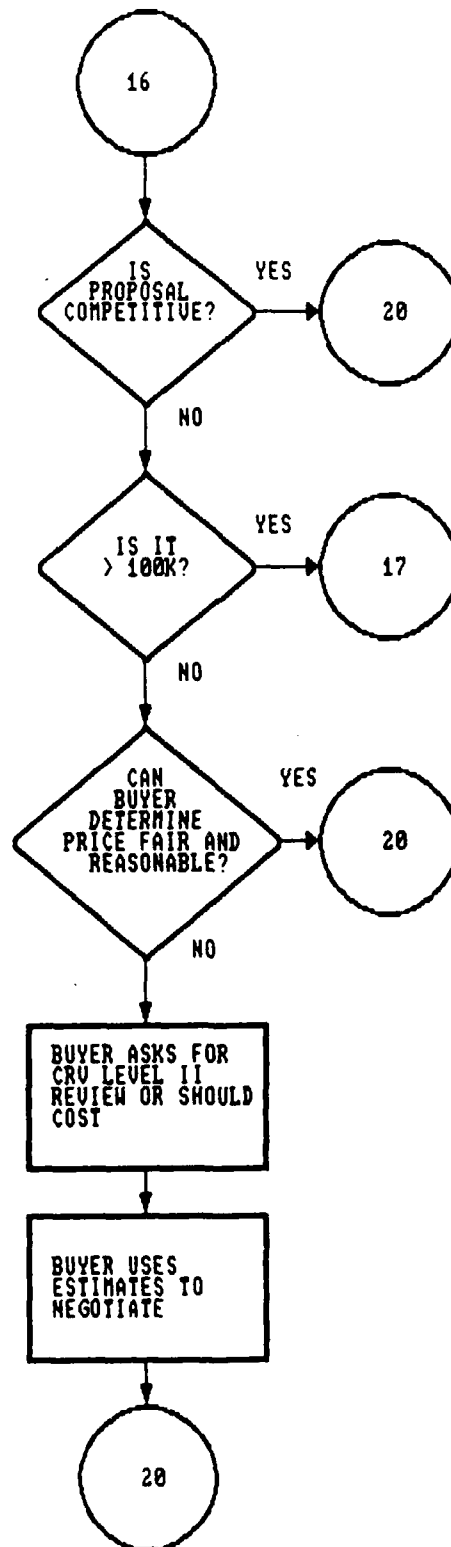 16
IS
PROPOSAL
COMPETITIVE?
YES
20
NO
IS IT
> 100K?
YES
17
NO
CAN
BUYER
DETERMINE
PRICE FAIR AND
REASONABLE?
YES
20
NO
BUYER ASKS FOR
CRV LEVEL II
REVIEW OR SHOULD
COST
BUYER USES
ESTIMATES TO
NEGOTIATE
20